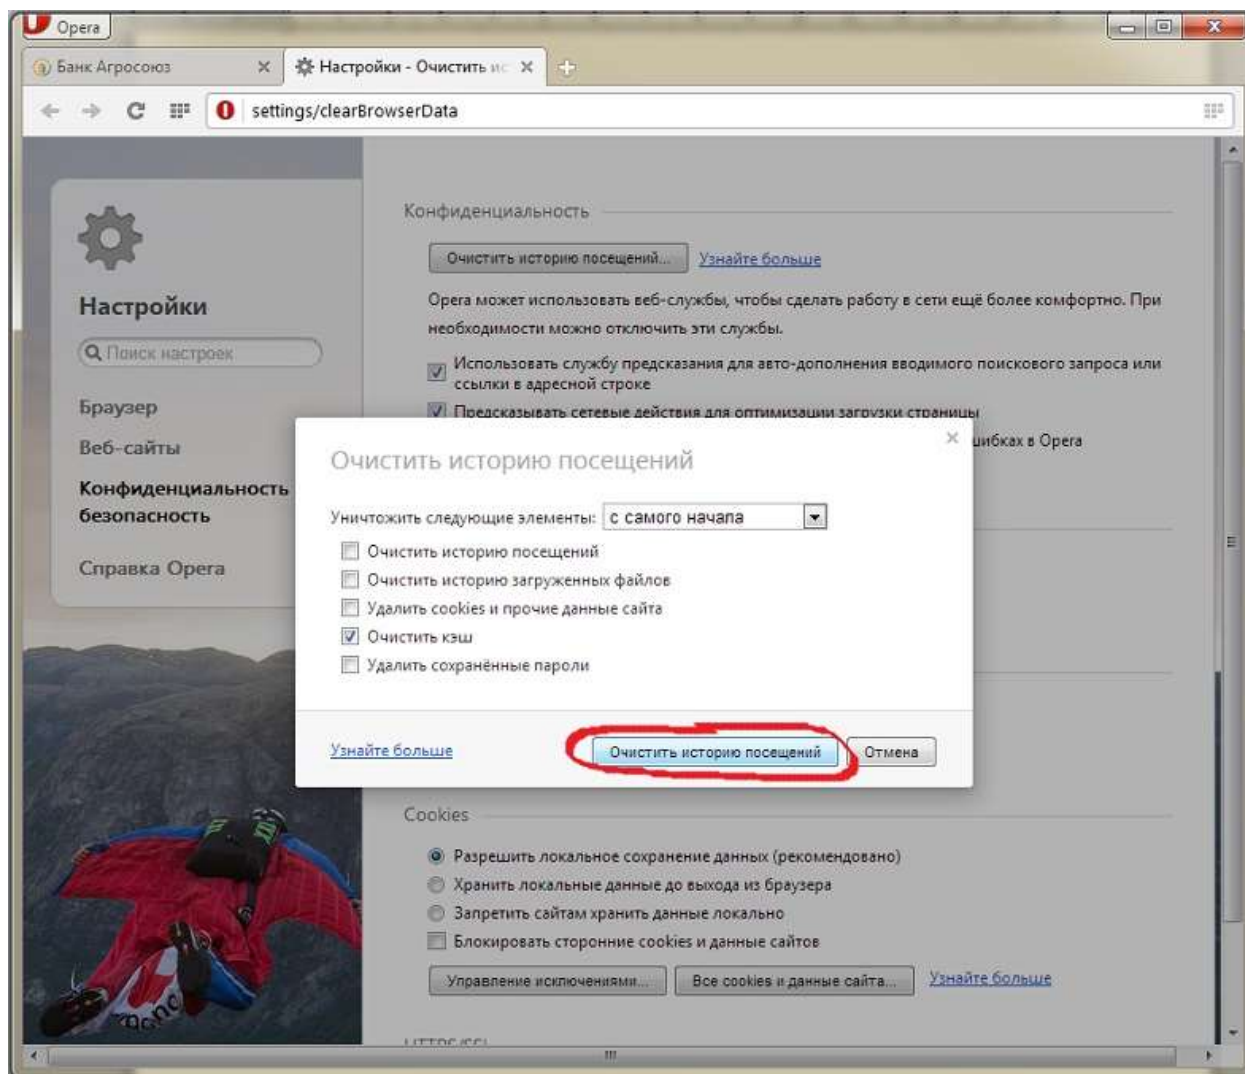 Opera
Банк Агросоюз
Настройки - Очистить ис
settings/clearBrowserData
Настройки
Поиск настроек
Браузер
Веб-сайты
Конфиденциальность
безопасность
Справка Opera
Конфиденциальность
Очистить историю посещений... Узнайте больше
Opera может использовать веб-службы, чтобы сделать работу в сети ещё более комфортно. При
необходимости можно отключить эти службы.
Использовать службу предсказания для авто-дополнения вводимого поискового запроса или
ссылки в адресной строке
Предсказывать сетевые действия для оптимизации загрузки страницы
шибках в Opera
Очистить историю посещений
Уничтожить следующие элементы: с самого начала
Очистить историю посещений
Очистить историю загруженных файлов
Удалить cookies и прочие данные сайта
Очистить кэш
Удалить сохранённые пароли
Узнайте больше
Очистить историю посещений
Отмена
Cookies
Разрешить локальное сохранение данных (рекомендовано)
Хранить локальные данные до выхода из браузера
Запретить сайтам хранить данные локально
Блокировать сторонние cookies и данные сайтов
Управление исключениями... Все cookies и данные сайта... Узнайте больше
HTTPS/SSL